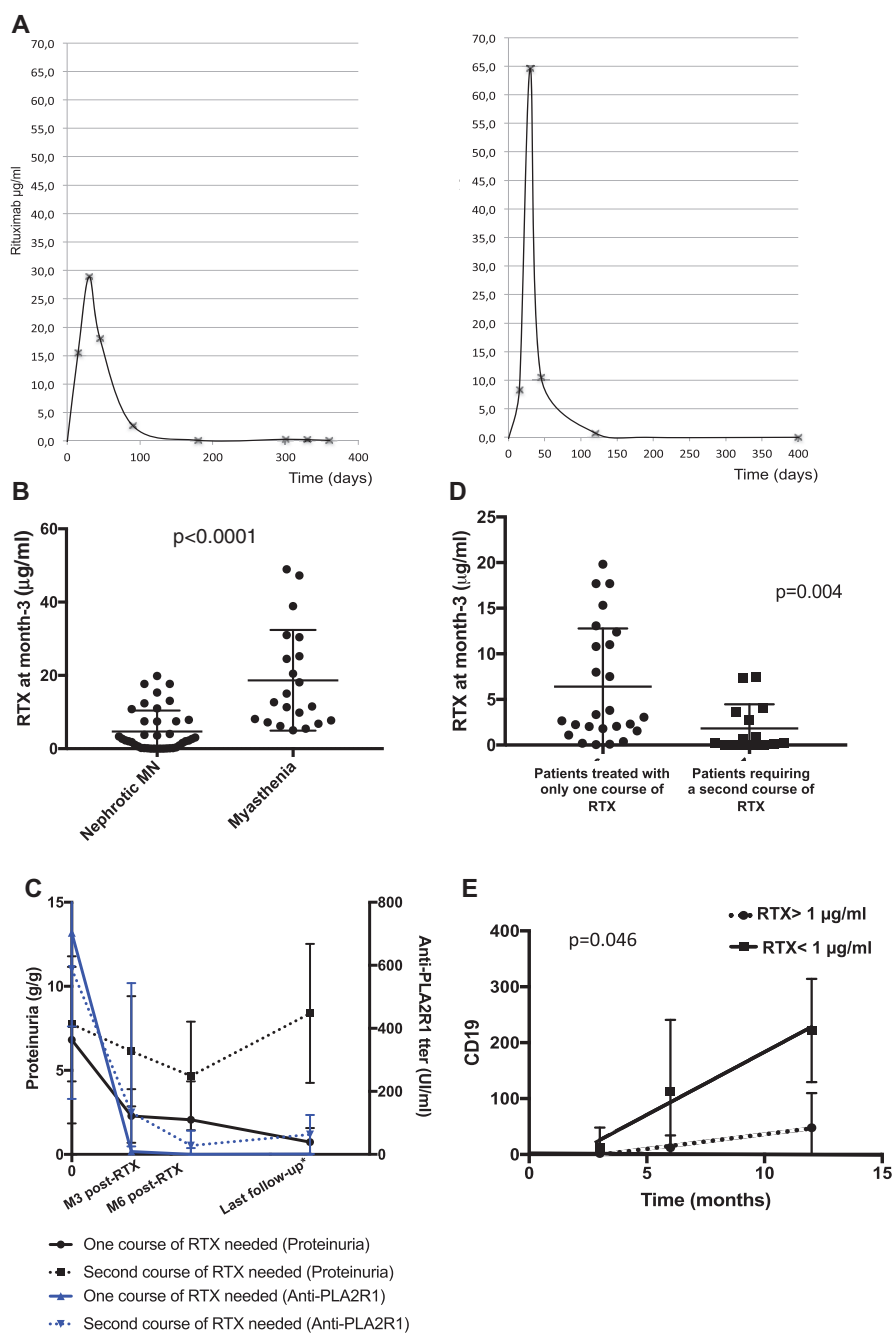 A
70,0
65,0
60,0
55,0
50,0
45,0
40,0
35,0
30,0
25,0
20,0
15,0
10,0
5,0
0,0
Rituximab µg/ml
0
100
200
300
400
Time (days)
70,0
65,0
60,0
55,0
50,0
45,0
40,0
35,0
30,0
25,0
20,0
15,0
10,0
5,0
0,0
0
50
100
150
200
250
300
350
400
Time (days)
B
p<0.0001
RTX at month-3 (µg/ml)
60
40
20
0
Nephrotic MN
Myasthenia
D
p=0.004
RTX at month-3 (µg/ml)
25
20
15
10
5
0
Patients treated with
only one course of
RTX
Patients requiring
a second course of
RTX
C
Proteinuria (g/g)
15
10
5
0
800
600
400
200
0
Anti-PLA2R1 tter (UI/ml)
0
M3 post-RTX
M6 post-RTX
Last follow-up*
One course of RTX needed (Proteinuria)
Second course of RTX needed (Proteinuria)
One course of RTX needed (Anti-PLA2R1)
Second course of RTX needed (Anti-PLA2R1)
E
RTX> 1 µg/ml
RTX< 1 µg/ml
p=0.046
CD19
400
300
200
100
0
5
10
15
Time (months)